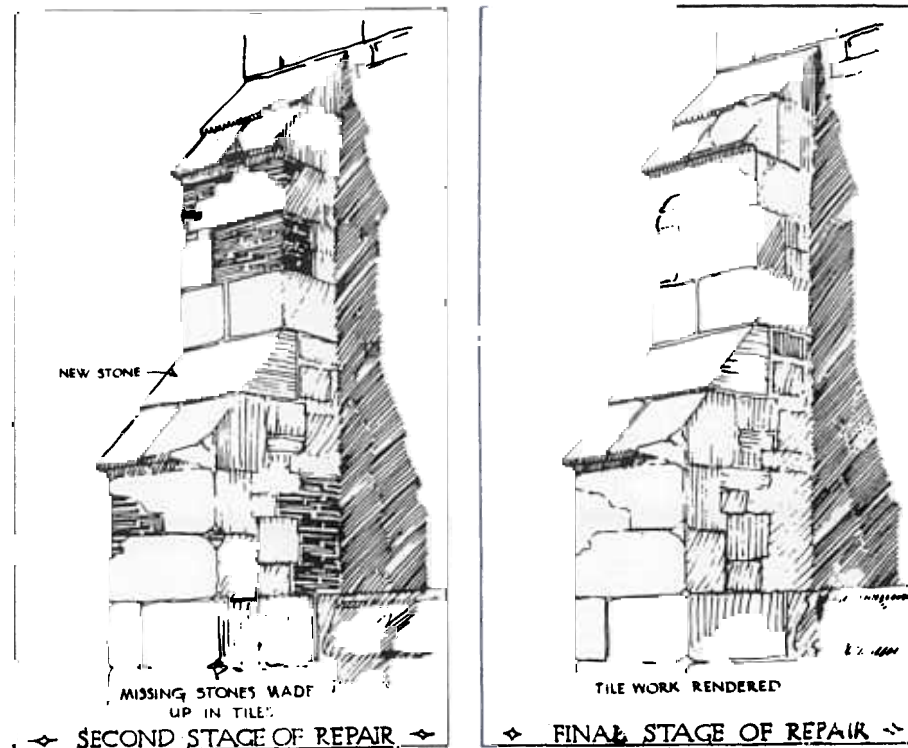 NEW STONE
MISSING STONES MADE
UP IN TILES
SECOND STAGE OF REPAIR
TILE WORK RENDERED
FINAL STAGE OF REPAIR